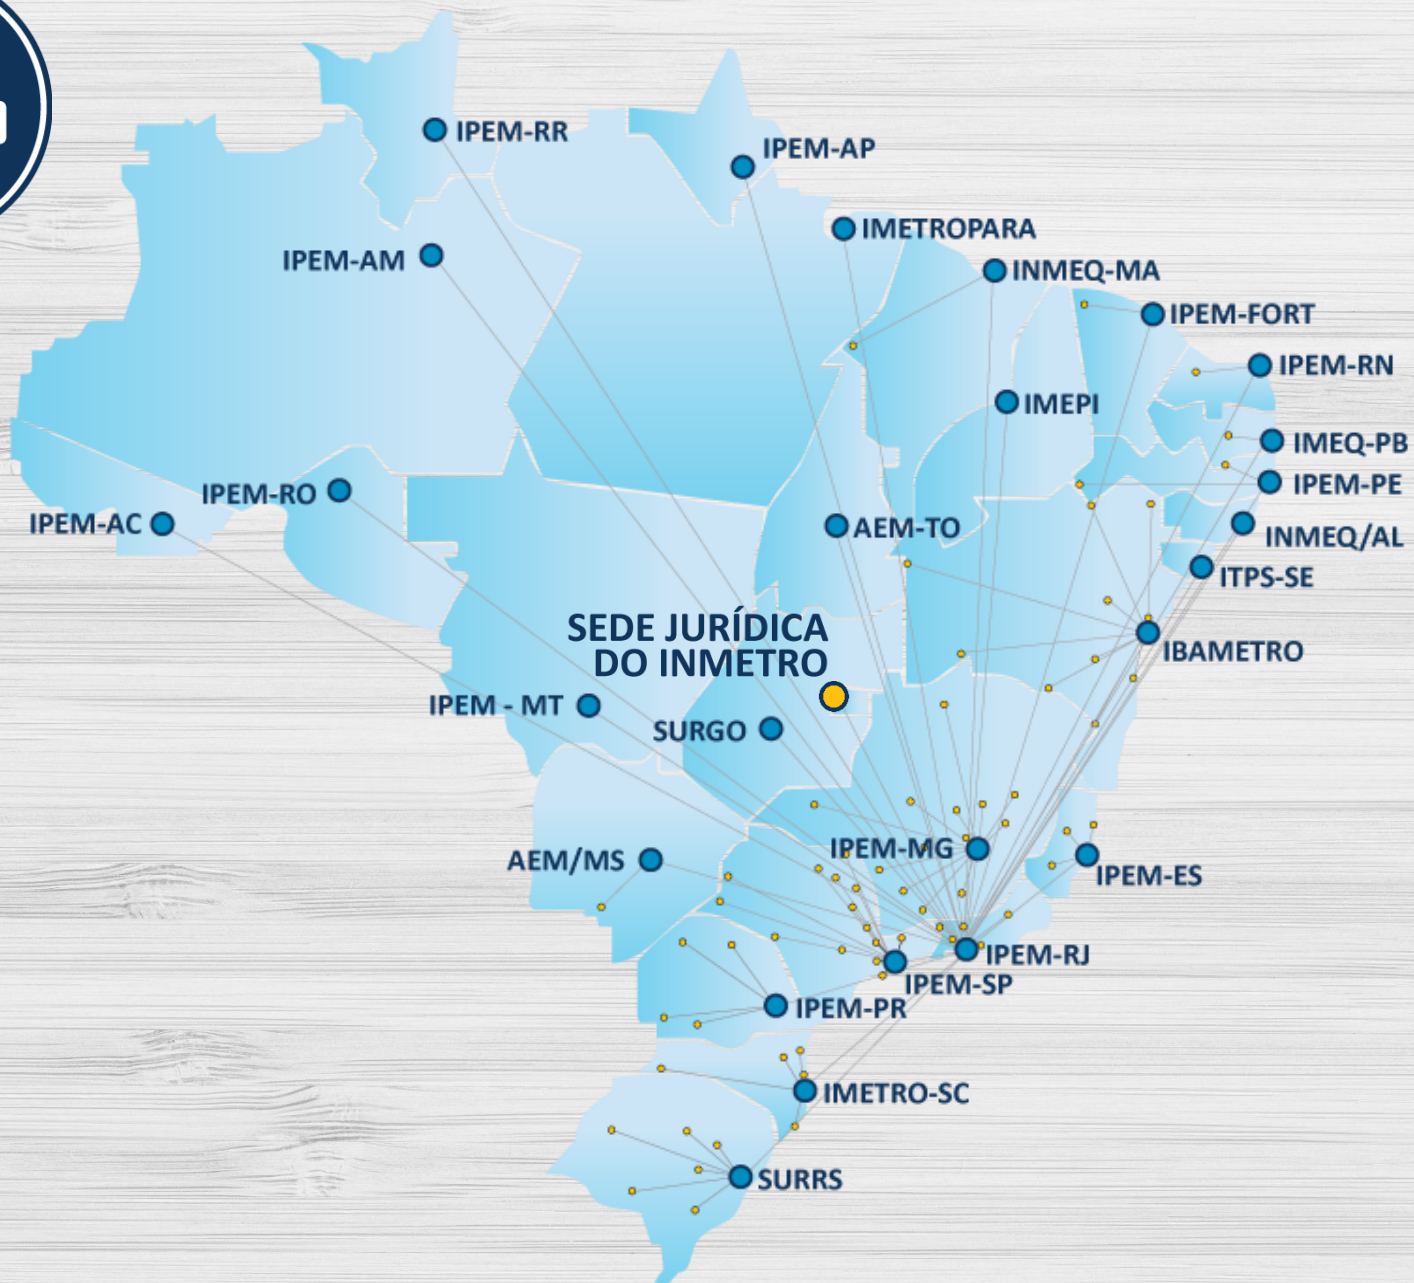 IPEM-RR
IPEM-AP
IMETROPARA
IPEM-AM
INMEQ-MA
IPEM-FORT
IPEM-RN
IMEPI
IMEQ-PB
IPEM-RO
IPEM-PE
IPEM-AC
AEM-TO
INMEQ/AL
ITPS-SE
SEDE JURÍDICA
DO INMETRO
IBAMETRO
IPEM - MT
SURGO
IPEM-MG
AEM/MS
IPEM-ES
IPEM-RJ
IPEM-SP
IPEM-PR
IMETRO-SC
SURRS